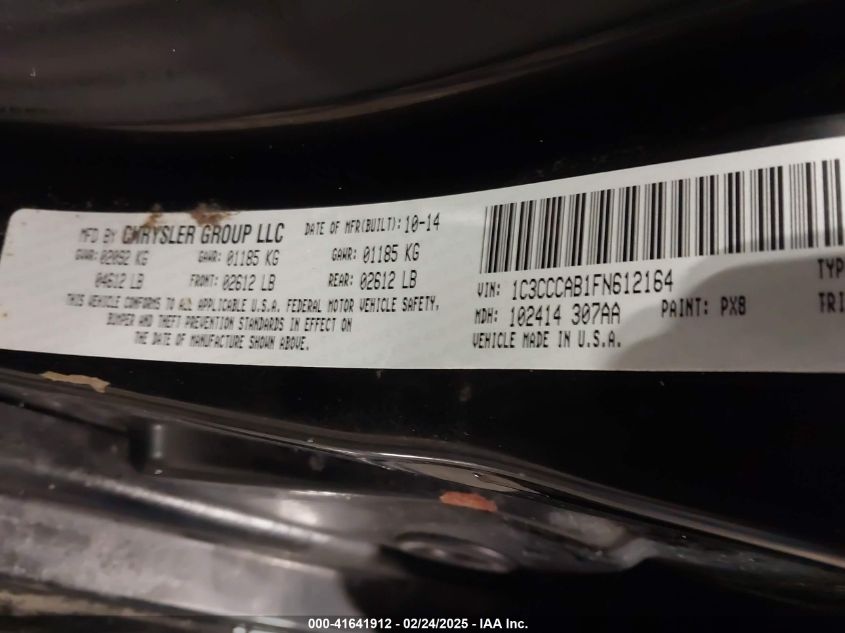 MFD BY CHRYSLER GROUP LLC DATE OF MFR(BUILT): 10-14
GVWR: 02092 KG GAWR: 01185 KG GAWR: 01185 KG
04612 LB FRONT: 02612 LB REAR: 02612 LB
THIS VEHICLE CONFORMS TO ALL APPLICABLE U.S.A. FEDERAL MOTOR VEHICLE SAFETY,
BUMPER AND THEFT PREVENTION STANDARDS IN EFFECT ON
THE DATE OF MANUFACTURE SHOWN ABOVE.
VIN: 1C3CCCAB1FN612164 TYP
MDH: 102414 307AA PAINT: PX8 TRI
VEHICLE MADE IN U.S.A.
000-41641912 - 02/24/2025 - IAA Inc.